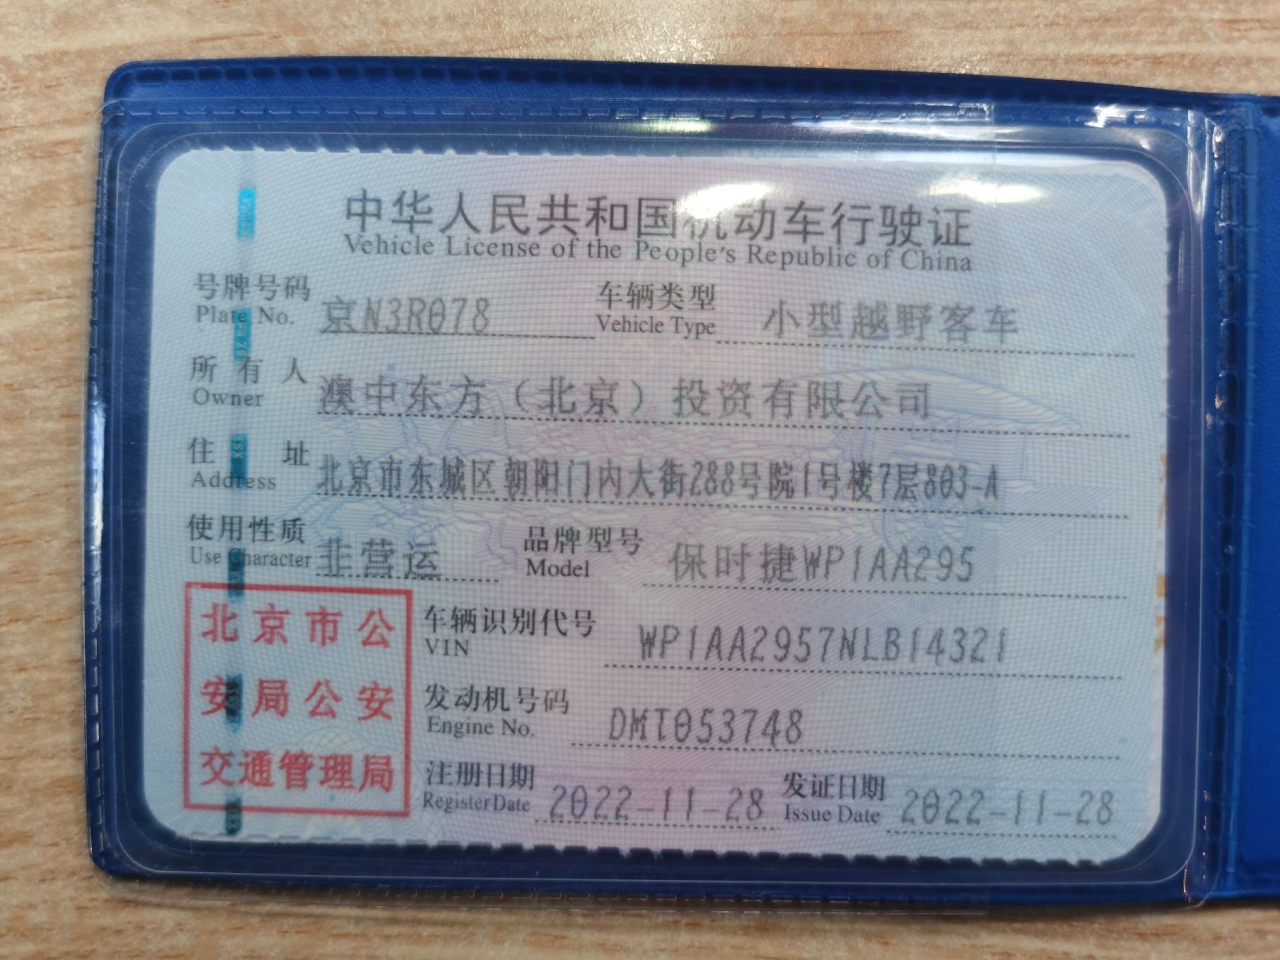 中华人民共和国机动车行驶证
Vehicle License of the People's Republic of China
号牌号码 京N3R078 车辆类型 小型越野客车
Plate No. Vehicle Type
所有人 澳中东方（北京）投资有限公司
Owner
住址 北京市东城区朝阳门内大街288号院1号楼7层803-A
Address
使用性质 非营运 品牌型号 保时捷WP1AA295
Use Character Model
车辆识别代号 WP1AA2957NLB14321
VIN
发动机号码 DMT053748
Engine No.
注册日期 2022-11-28 发证日期 2022-11-28
Register Date Issue Date
北京市公
安局公安
交通管理局